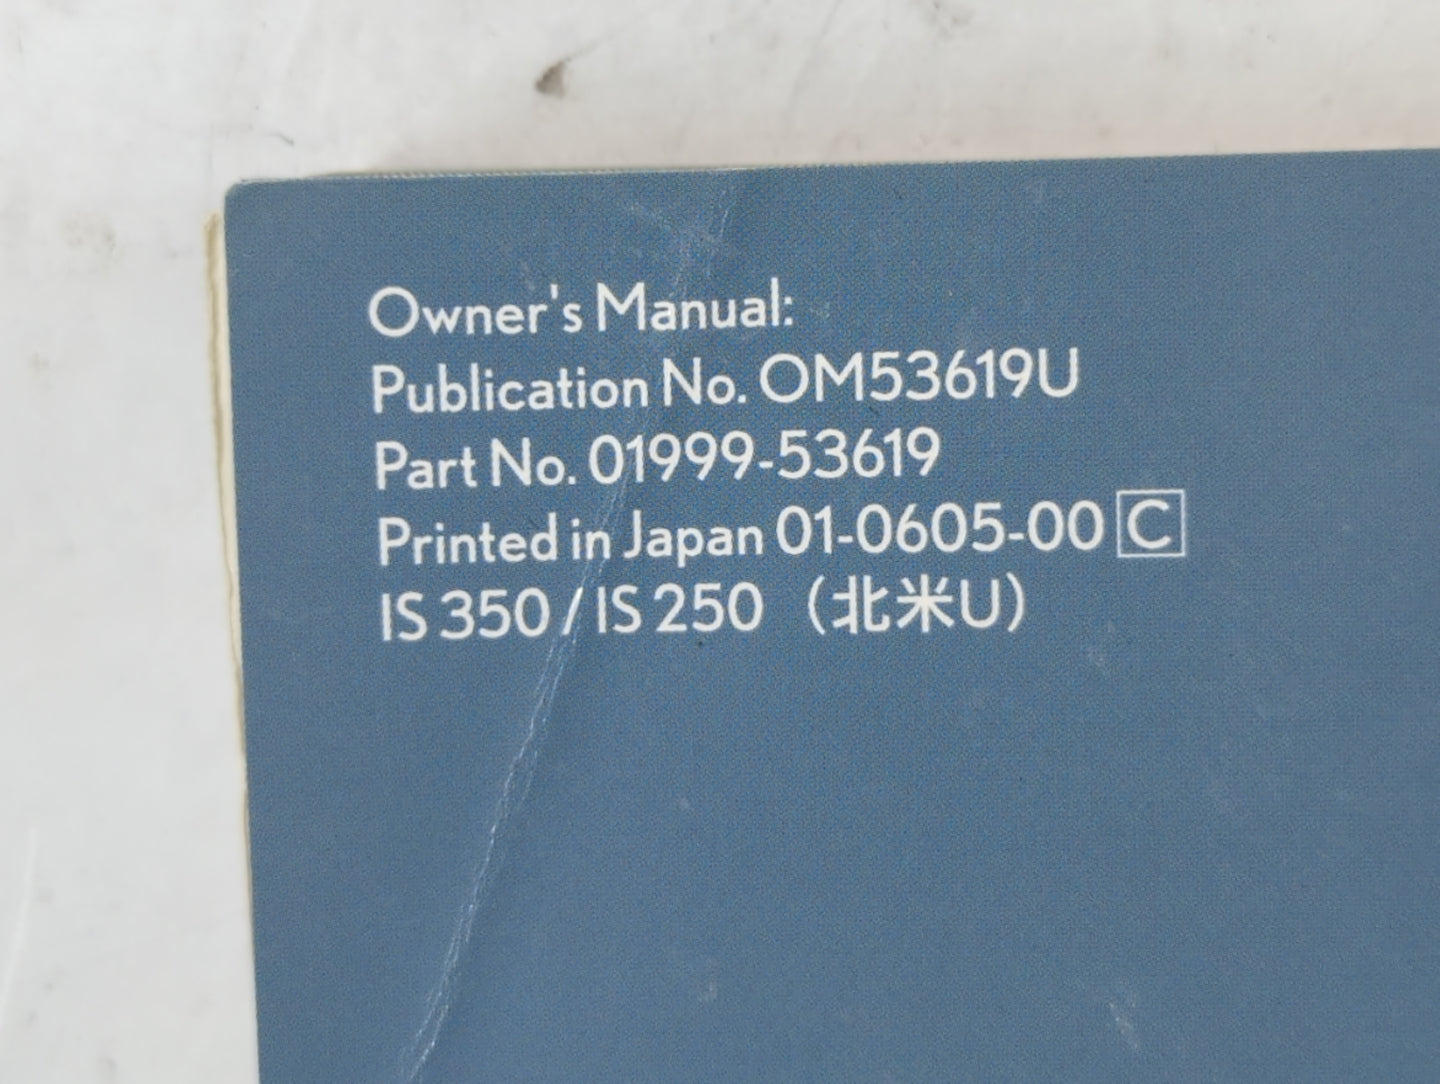 Owner's Manual:
Publication No. OM53619U
Part No. 01999-53619
Printed in Japan 01-0605-00 C
IS 350 / IS 250 （北米U）